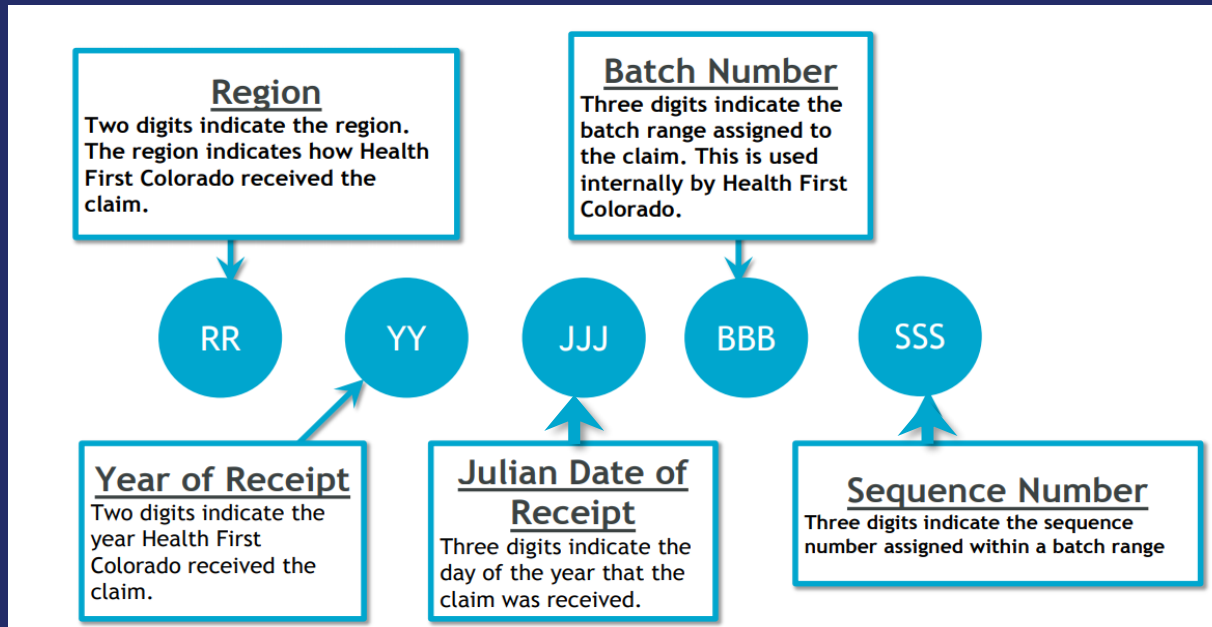 Region
Two digits indicate the region.
The region indicates how Health
First Colorado received the
claim.
Batch Number
Three digits indicate the
batch range assigned to
the claim. This is used
internally by Health First
Colorado.
RR
YY
JJJ
BBB
SSS
Year of Receipt
Two digits indicate the
year Health First
Colorado received the
claim.
Julian Date of
Receipt
Three digits indicate the
day of the year that the
claim was received.
Sequence Number
Three digits indicate the sequence
number assigned within a batch range